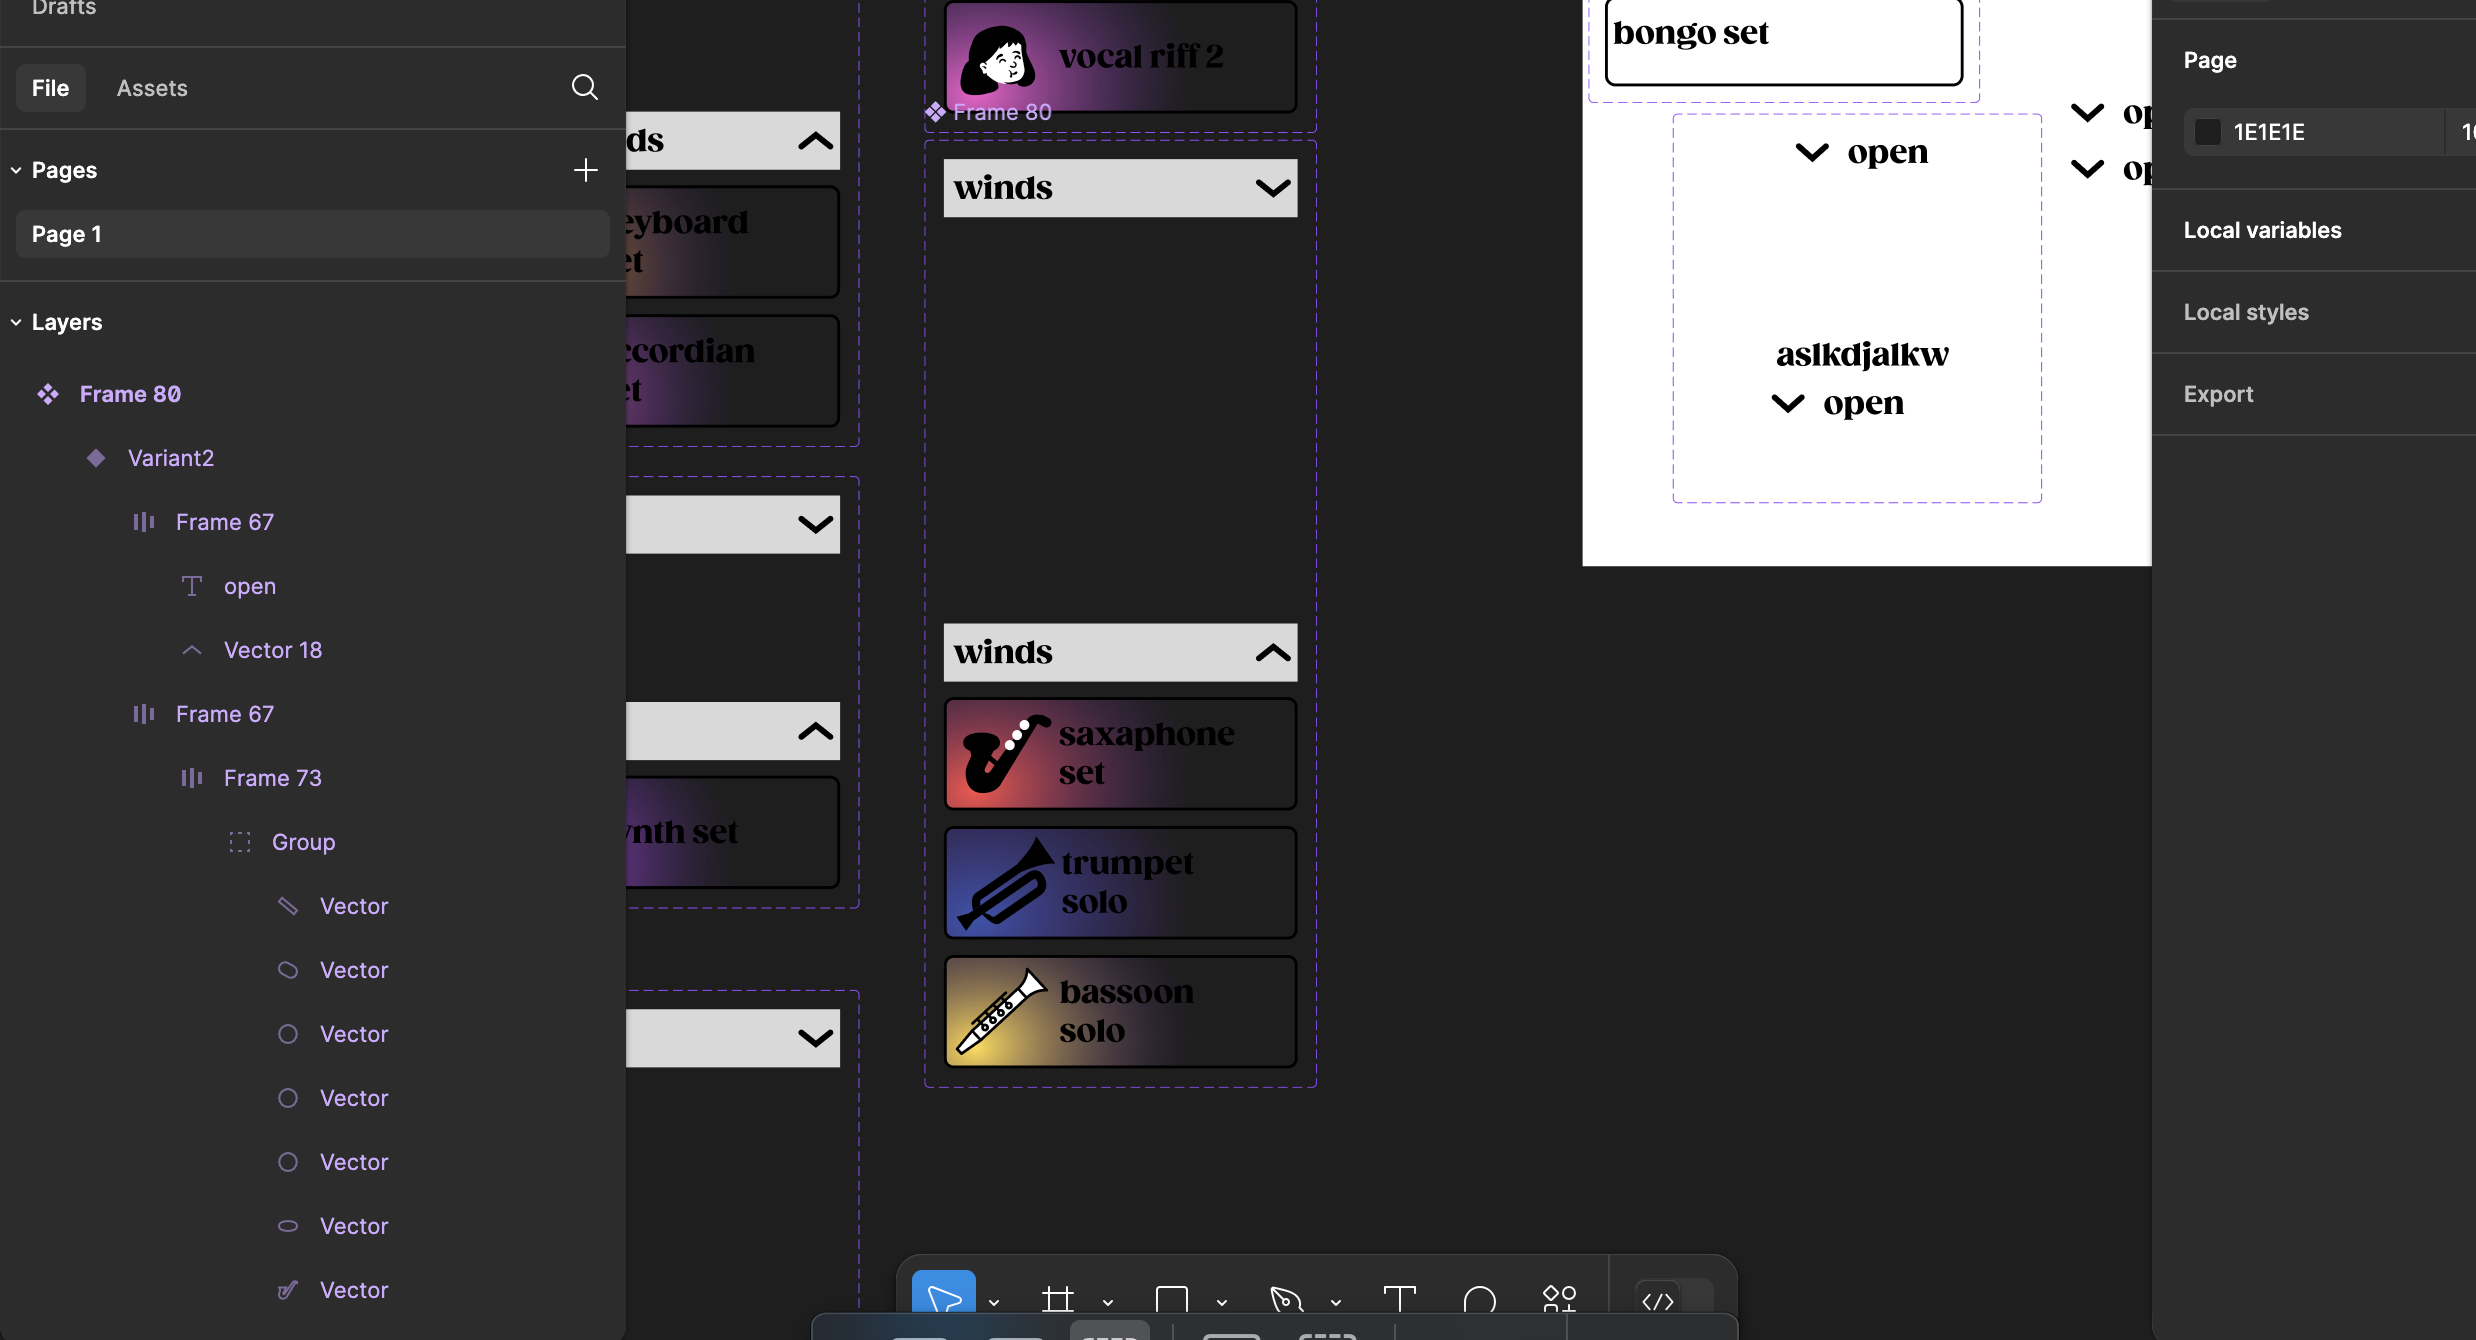 Drafts
File
Assets
Pages
Page 1
Layers
Frame 80
Variant2
Frame 67
open
Vector 18
Frame 67
Frame 73
Group
Vector
Vector
Vector
Vector
Vector
Vector
Vector
ds
eyboard
et
ccordian
et
ynth set
vocal riff 2
Frame 80
winds
winds
saxaphone
set
trumpet
solo
bassoon
solo
bongo set
open
aslkdjalkw
open
op
op
Page
1E1E1E
10
Local variables
Local styles
Export